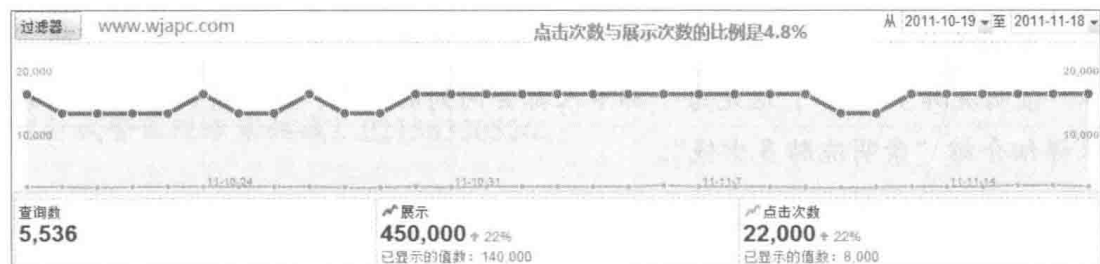 过滤器... www.wjapc.com 点击次数与展示次数的比例是4.8% 从 2011-10-19 至 2011-11-18
20,000 20,000
10,000 10,000
11-10-24 11-10-31 11-11-7 11-11-14
查询数 展示 点击次数
5,536 450,000 22% 22,000 22%
已显示的值数：140,000 已显示的值数：8,000